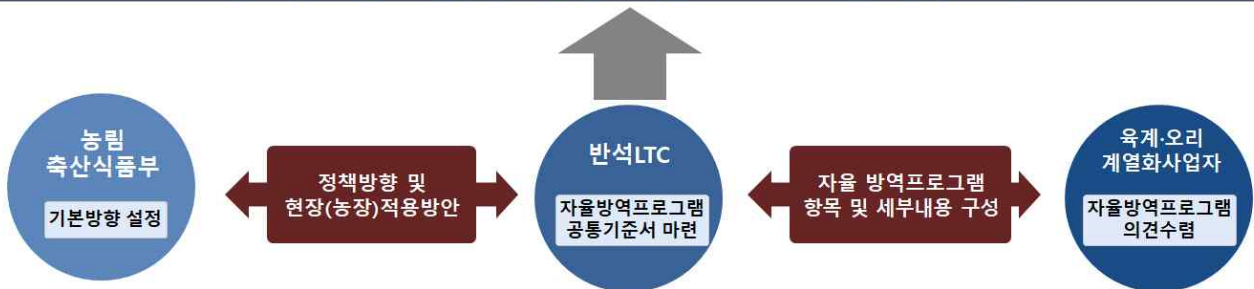 농림
축산식품부
기본방향 설정
정책방향 및
현장(농장)적용방안
반석LTC
자율방역프로그램
공통기준서 마련
자율 방역프로그램
항목 및 세부내용 구성
육계·오리
계열화사업자
자율방역프로그램
의견수렴